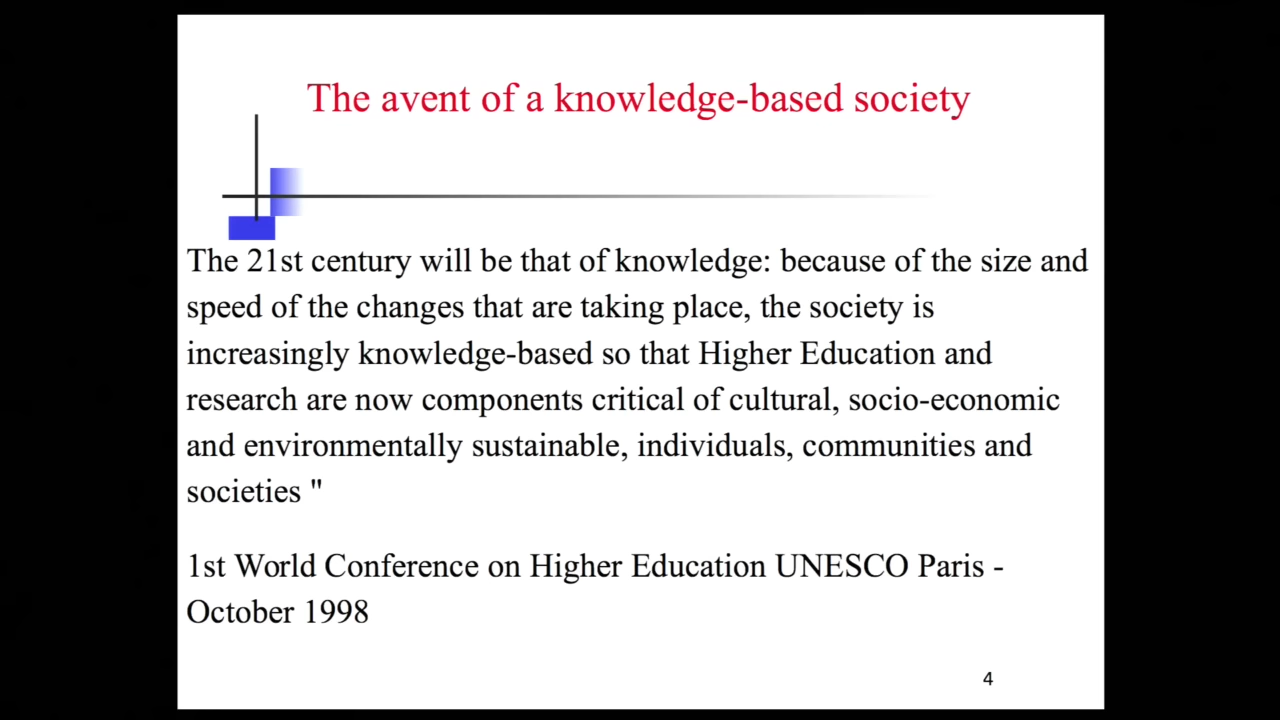 The avent of a knowledge-based society
The 21st century will be that of knowledge: because of the size and
speed of the changes that are taking place, the society is
increasingly knowledge-based so that Higher Education and
research are now components critical of cultural, socio-economic
and environmentally sustainable, individuals, communities and
societies "
1st World Conference on Higher Education UNESCO Paris -
October 1998
4